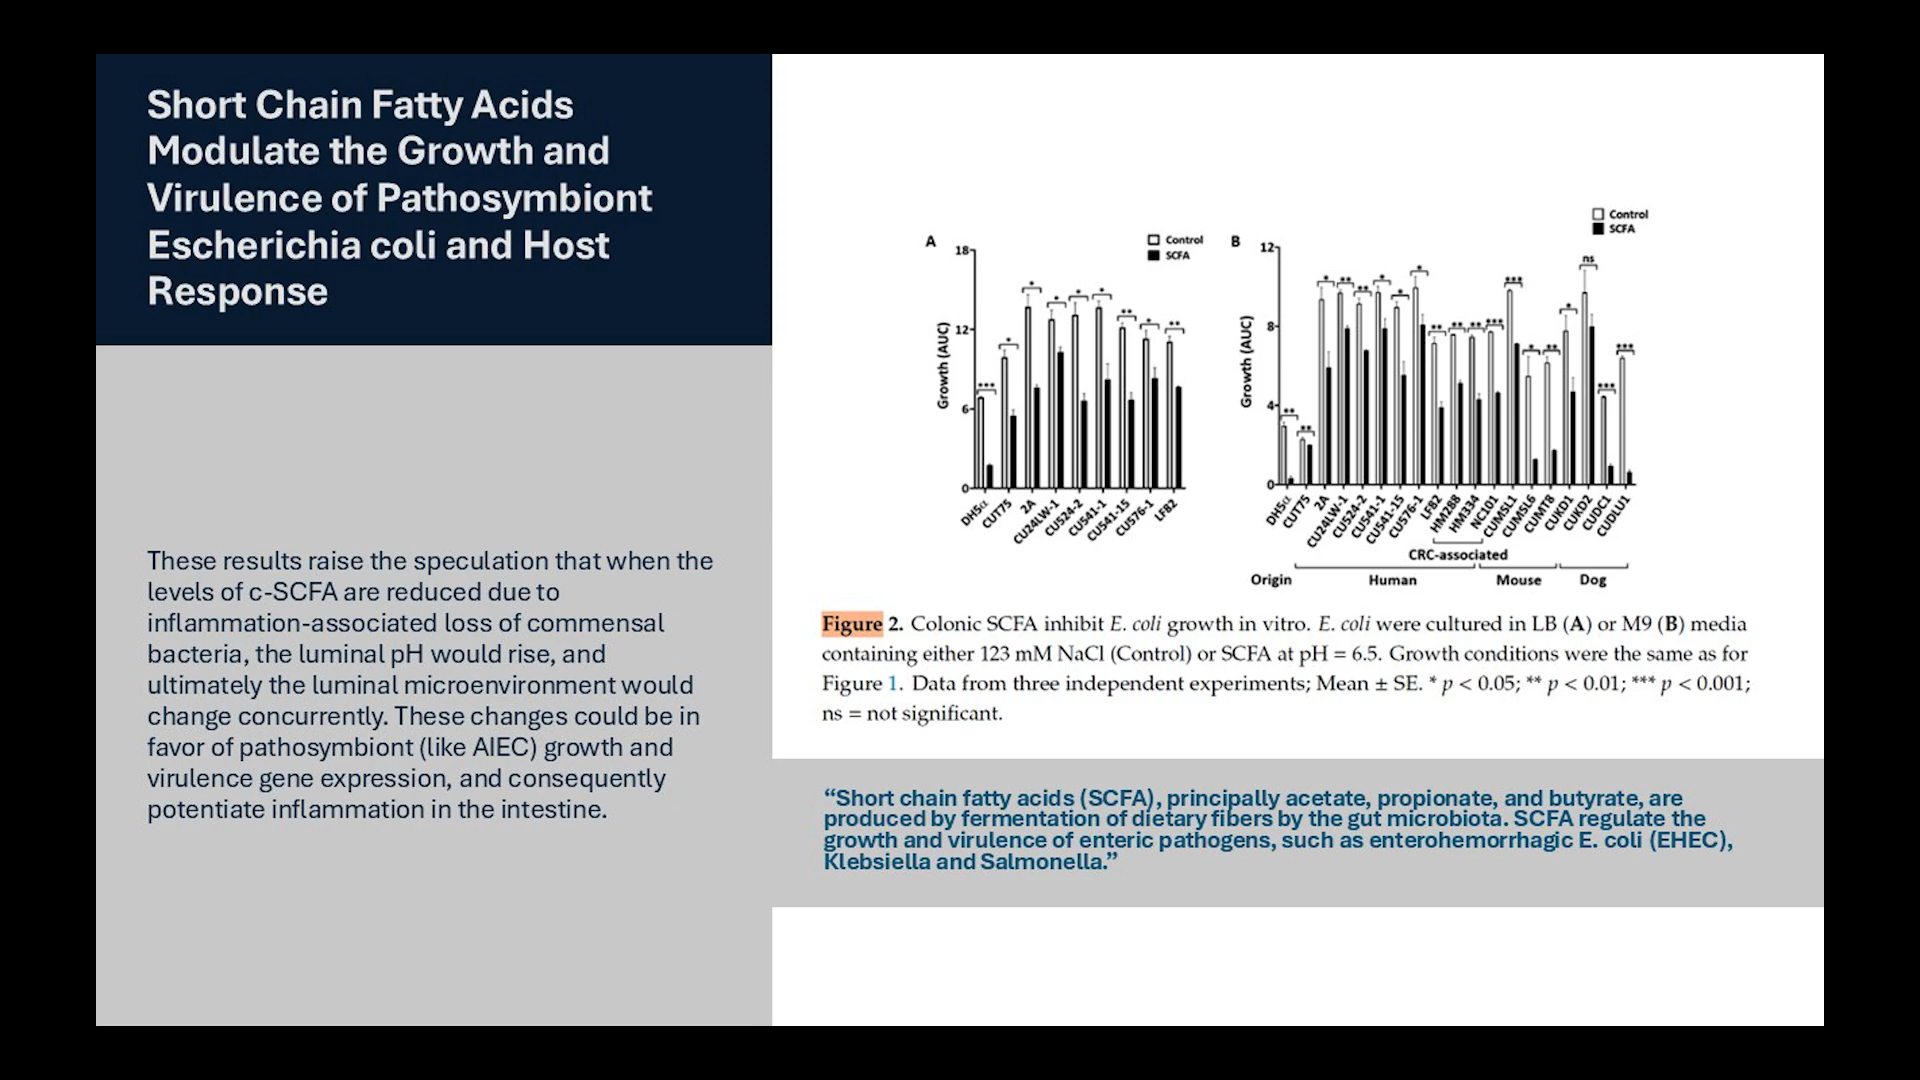 Short Chain Fatty Acids
Modulate the Growth and
Virulence of Pathosymbiont
Escherichia coli and Host
Response
These results raise the speculation that when the
levels of c-SCFA are reduced due to
inflammation-associated loss of commensal
bacteria, the luminal pH would rise, and
ultimately the luminal microenvironment would
change concurrently. These changes could be in
favor of pathosymbiont (like AIEC) growth and
virulence gene expression, and consequently
potentiate inflammation in the intestine.
A
Control
SCFA
Growth (AUC)
18
12
6
0
*** * * * * * ** * **
DH5α CUT75 2A CU24LW-1 CU524-2 CU541-1 CU541-15 CU576-1 LF82
B
Control
SCFA
Growth (AUC)
12
8
4
0
** ** * ** ** * * * ** ** ** *** *** * ** * ns *** ***
DH5α CUT75 2A CU24LW-1 CU524-2 CU541-1 CU541-15 CU576-1 LF82 HM288 HM334 NC101 CUMSL1 CUMSL6 CUMT8 CUKD1 CUKD2 CUDC1 CUDLU1
CRC-associated
Origin Human Mouse Dog
Figure 2. Colonic SCFA inhibit E. coli growth in vitro. E. coli were cultured in LB (A) or M9 (B) media
containing either 123 mM NaCl (Control) or SCFA at pH = 6.5. Growth conditions were the same as for
Figure 1. Data from three independent experiments; Mean ± SE. * p < 0.05; ** p < 0.01; *** p < 0.001;
ns = not significant.
“Short chain fatty acids (SCFA), principally acetate, propionate, and butyrate, are
produced by fermentation of dietary fibers by the gut microbiota. SCFA regulate the
growth and virulence of enteric pathogens, such as enterohemorrhagic E. coli (EHEC),
Klebsiella and Salmonella.”